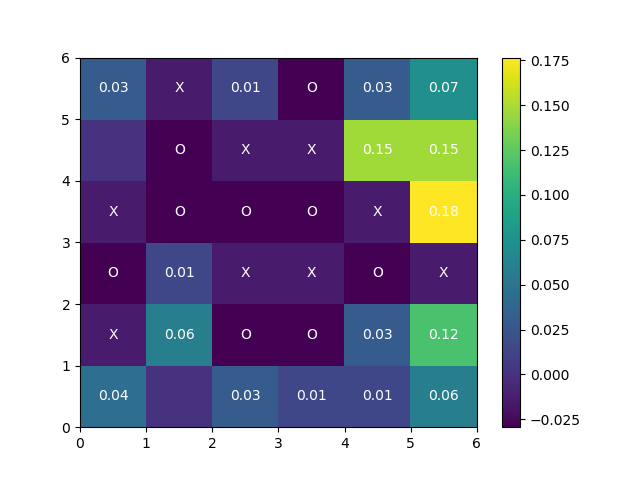 6
0.03 X 0.01 O 0.03 0.07
5
O X X 0.15 0.15
4
X O O O X 0.18
3
O 0.01 X X O X
2
X 0.06 O O 0.03 0.12
1
0.04 0.03 0.01 0.01 0.06
0
0 1 2 3 4 5 6
0.175
0.150
0.125
0.100
0.075
0.050
0.025
0.000
−0.025